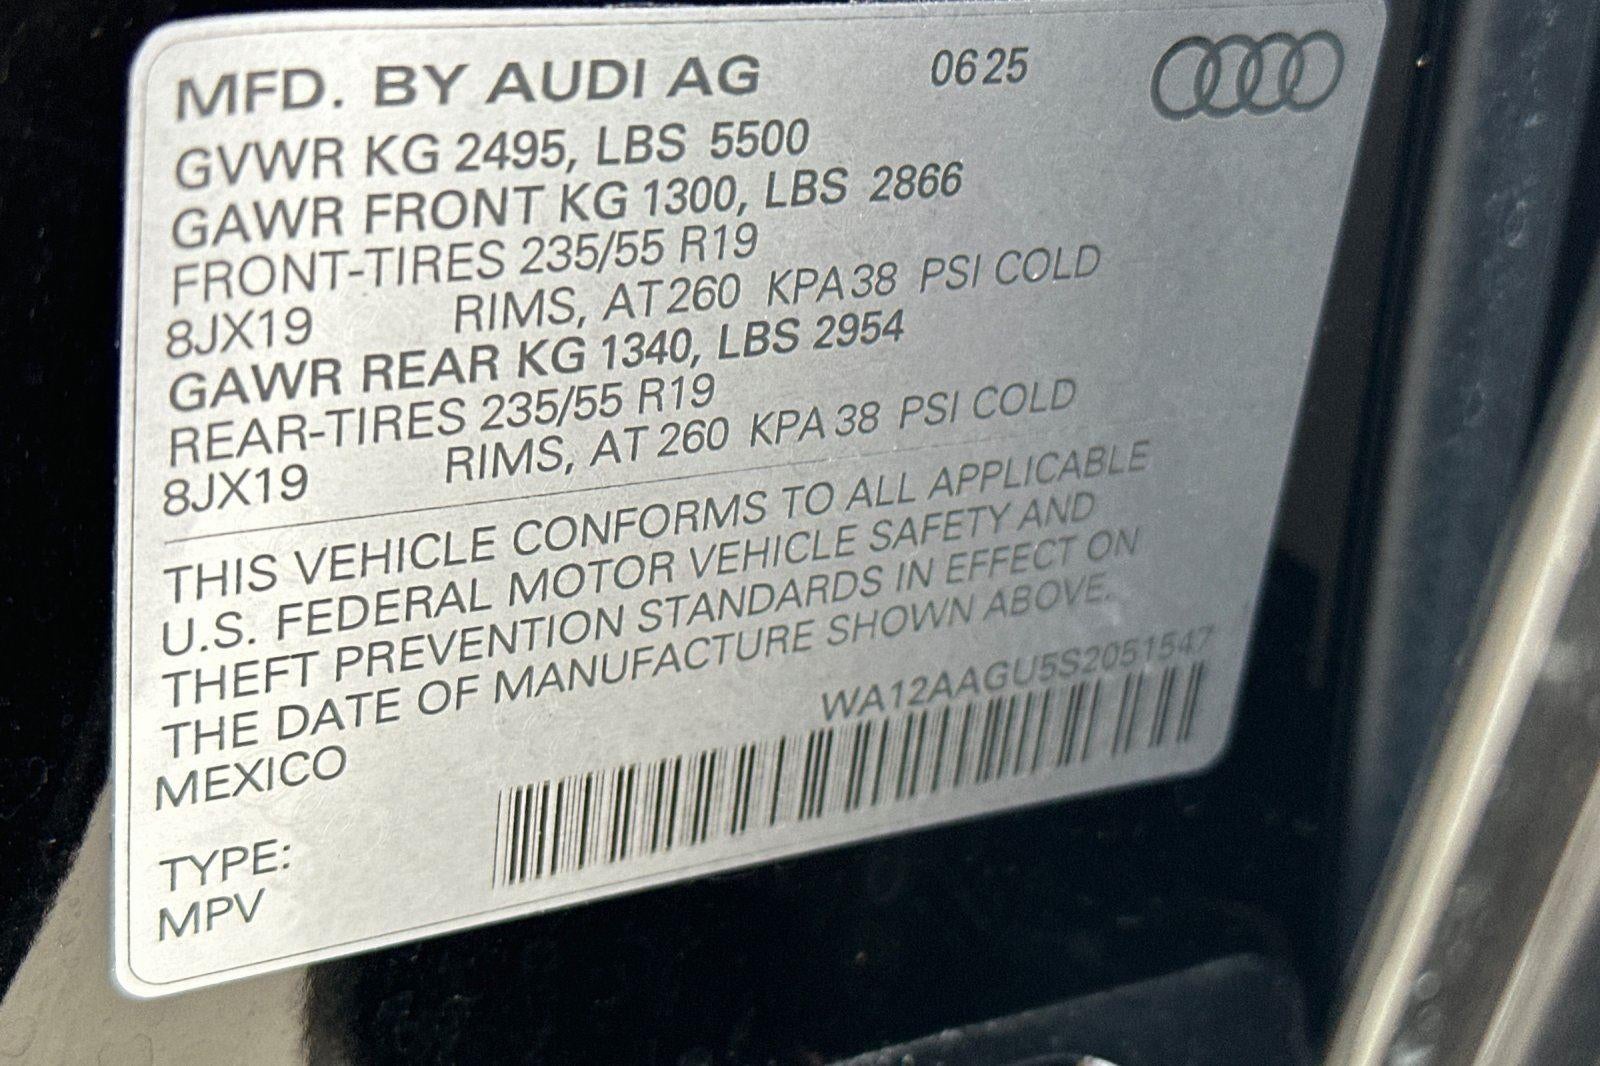 MFD. BY AUDI AG 0625
GVWR KG 2495, LBS 5500
GAWR FRONT KG 1300, LBS 2866
FRONT-TIRES 235/55 R19
8JX19 RIMS, AT 260 KPA 38 PSI COLD
GAWR REAR KG 1340, LBS 2954
REAR-TIRES 235/55 R19
8JX19 RIMS, AT 260 KPA 38 PSI COLD
THIS VEHICLE CONFORMS TO ALL APPLICABLE
U.S. FEDERAL MOTOR VEHICLE SAFETY AND
THEFT PREVENTION STANDARDS IN EFFECT ON
THE DATE OF MANUFACTURE SHOWN ABOVE.
MEXICO
WA12AAGU5S2051547
TYPE:
MPV